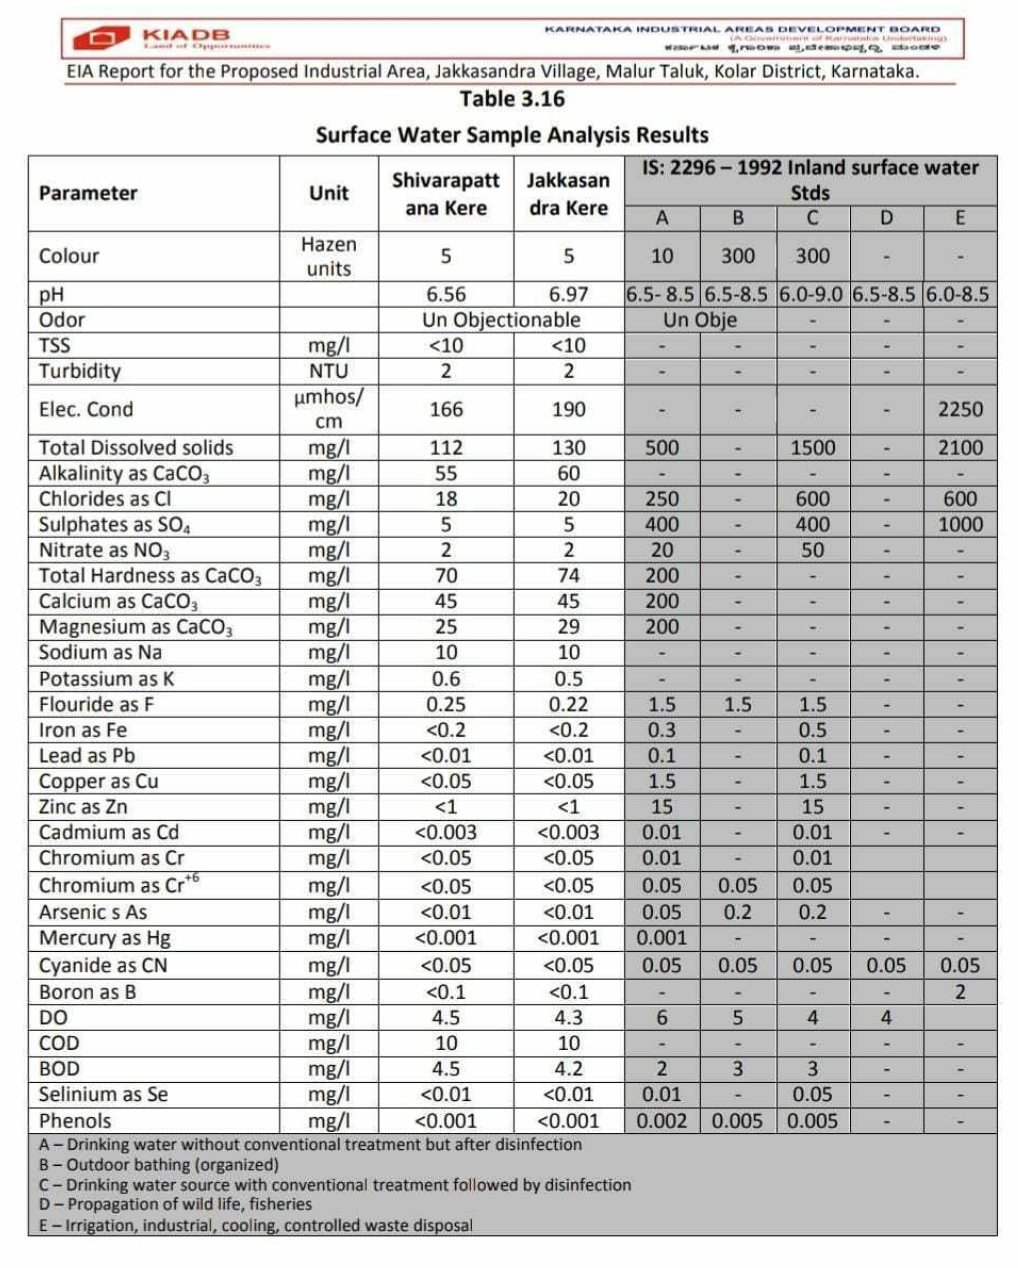 KIADB
Land of Opportunities
KARNATAKA INDUSTRIAL AREAS DEVELOPMENT BOARD
(A Government of Karnataka Undertaking)
EIA Report for the Proposed Industrial Area, Jakkasandra Village, Malur Taluk, Kolar District, Karnataka.
Table 3.16
Surface Water Sample Analysis Results
Parameter Unit Shivarapatt ana Kere Jakkasan dra Kere IS: 2296 – 1992 Inland surface water Stds
A B C D E
Colour Hazen units 5 5 10 300 300 - -
pH 6.56 6.97 6.5- 8.5 6.5-8.5 6.0-9.0 6.5-8.5 6.0-8.5
Odor Un Objectionable Un Obje - - -
TSS mg/l <10 <10 - - - - -
Turbidity NTU 2 2 - - - - -
Elec. Cond µmhos/ cm 166 190 - - - - 2250
Total Dissolved solids mg/l 112 130 500 - 1500 - 2100
Alkalinity as CaCO3 mg/l 55 60 - - - - -
Chlorides as Cl mg/l 18 20 250 - 600 - 600
Sulphates as SO4 mg/l 5 5 400 - 400 - 1000
Nitrate as NO3 mg/l 2 2 20 - 50 - -
Total Hardness as CaCO3 mg/l 70 74 200 - - - -
Calcium as CaCO3 mg/l 45 45 200 - - - -
Magnesium as CaCO3 mg/l 25 29 200 - - - -
Sodium as Na mg/l 10 10 - - - - -
Potassium as K mg/l 0.6 0.5 - - - - -
Flouride as F mg/l 0.25 0.22 1.5 1.5 1.5 - -
Iron as Fe mg/l <0.2 <0.2 0.3 - 0.5 - -
Lead as Pb mg/l <0.01 <0.01 0.1 - 0.1 - -
Copper as Cu mg/l <0.05 <0.05 1.5 - 1.5 - -
Zinc as Zn mg/l <1 <1 15 - 15 - -
Cadmium as Cd mg/l <0.003 <0.003 0.01 - 0.01 - -
Chromium as Cr mg/l <0.05 <0.05 0.01 - 0.01
Chromium as Cr+6 mg/l <0.05 <0.05 0.05 0.05 0.05
Arsenic s As mg/l <0.01 <0.01 0.05 0.2 0.2 - -
Mercury as Hg mg/l <0.001 <0.001 0.001 - - - -
Cyanide as CN mg/l <0.05 <0.05 0.05 0.05 0.05 0.05 0.05
Boron as B mg/l <0.1 <0.1 - - - - 2
DO mg/l 4.5 4.3 6 5 4 4
COD mg/l 10 10 - - - - -
BOD mg/l 4.5 4.2 2 3 3 - -
Selinium as Se mg/l <0.01 <0.01 0.01 - 0.05 - -
Phenols mg/l <0.001 <0.001 0.002 0.005 0.005 - -
A – Drinking water without conventional treatment but after disinfection
B – Outdoor bathing (organized)
C – Drinking water source with conventional treatment followed by disinfection
D – Propagation of wild life, fisheries
E – Irrigation, industrial, cooling, controlled waste disposal